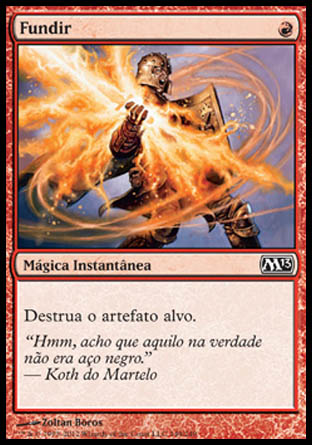 Fundir
Mágica Instantânea
M13
Destrua o artefato alvo.
“Hmm, acho que aquilo na verdade
não era aço negro.”
— Koth do Martelo
Zoltan Boros